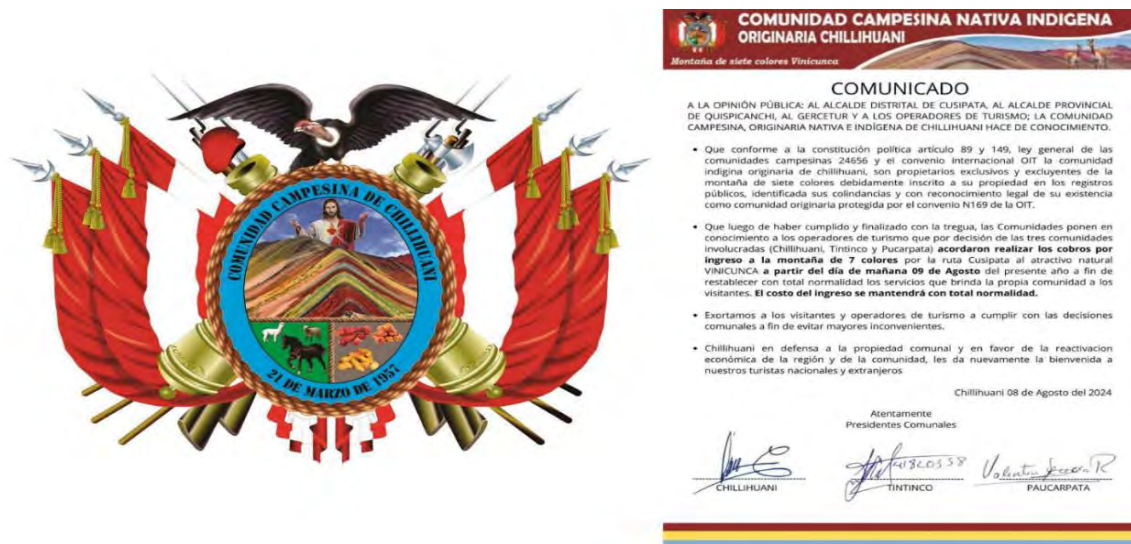 COMUNIDAD CAMPESINA DE CHILLIHUANI
21 DE MARZO DE 1957
COMUNIDAD CAMPESINA NATIVA INDIGENA
ORIGINARIA CHILLIHUANI
Montaña de siete colores Vinicunca
COMUNICADO
A LA OPINIÓN PÚBLICA: AL ALCALDE DISTRITAL DE CUSIPATA, AL ALCALDE PROVINCIAL
DE QUISPICANCHI, AL GERCETUR Y A LOS OPERADORES DE TURISMO; LA COMUNIDAD
CAMPESINA, ORIGINARIA NATIVA E INDÍGENA DE CHILLIHUANI HACE DE CONOCIMIENTO.
• Que conforme a la constitución política artículo 89 y 149, ley general de las
comunidades campesinas 24656 y el convenio internacional OIT la comunidad
indigina originaria de chillihuani, son propietarios exclusivos y excluyentes de la
montaña de siete colores debidamente inscrito a su propiedad en los registros
públicos, identificada sus colindancias y con reconocimiento legal de su existencia
como comunidad originaria protegida por el convenio N169 de la OIT.
• Que luego de haber cumplido y finalizado con la tregua, las Comunidades ponen en
conocimiento a los operadores de turismo que por decisión de las tres comunidades
involucradas (Chillihuani, Tintinco y Pucarpata) acordaron realizar los cobros por
ingreso a la montaña de 7 colores por la ruta Cusipata al atractivo natural
VINICUNCA a partir del día de mañana 09 de Agosto del presente año a fin de
restablecer con total normalidad los servicios que brinda la propia comunidad a los
visitantes. El costo del ingreso se mantendrá con total normalidad.
• Exortamos a los visitantes y operadores de turismo a cumplir con las decisiones
comunales a fin de evitar mayores inconvenientes.
• Chillihuani en defensa a la propiedad comunal y en favor de la reactivacion
económica de la región y de la comunidad, les da nuevamente la bienvenida a
nuestros turistas nacionales y extranjeros
Chillihuani 08 de Agosto del 2024
Atentamente
Presidentes Comunales
CHILLIHUANI
TINTINCO
PAUCARPATA